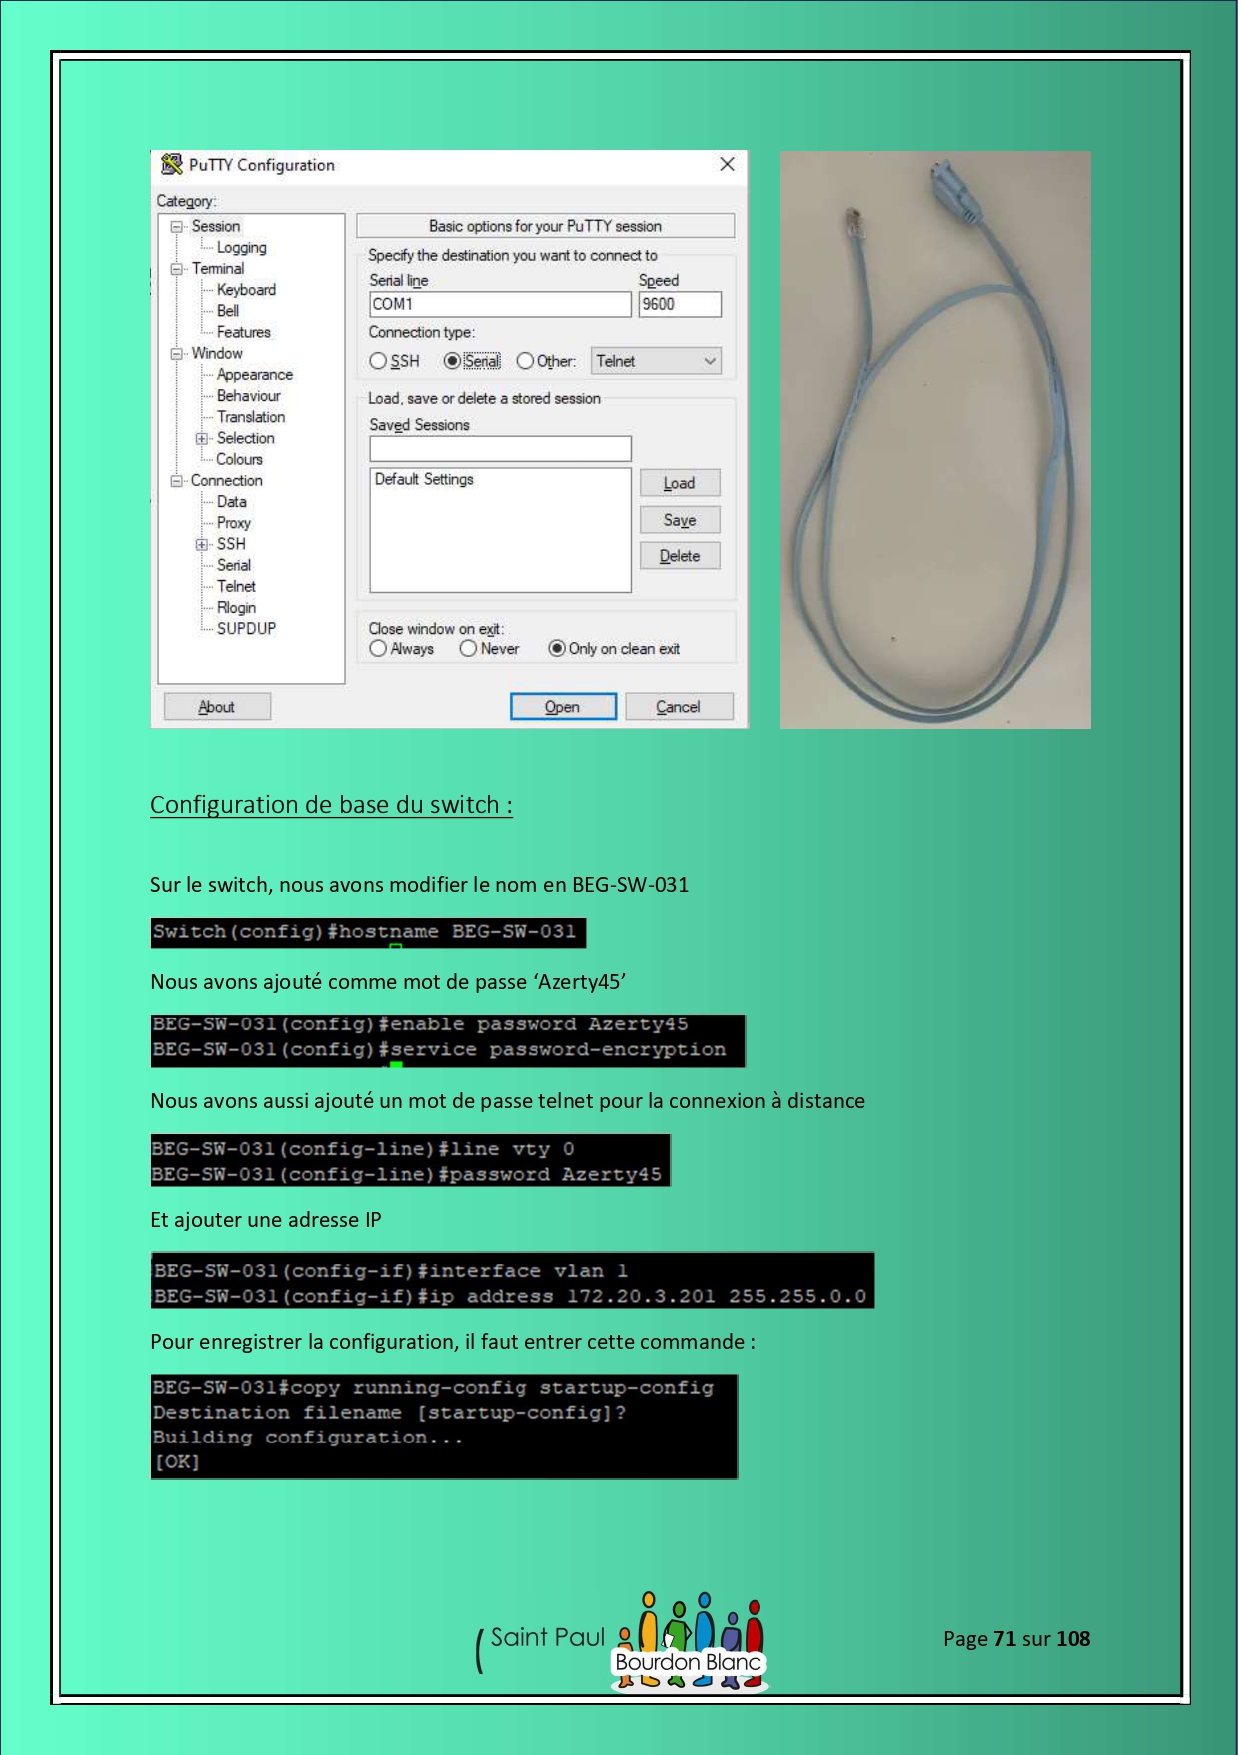 PuTTY Configuration
Category:
Session
Logging
Terminal
Keyboard
Bell
Features
Window
Appearance
Behaviour
Translation
Selection
Colours
Connection
Data
Proxy
SSH
Serial
Telnet
Rlogin
SUPDUP
Basic options for your PuTTY session
Specify the destination you want to connect to
Serial line Speed
COM1 9600
Connection type:
SSH Serial Other: Telnet
Load, save or delete a stored session
Saved Sessions
Default Settings
Load
Save
Delete
Close window on exit:
Always Never Only on clean exit
About Open Cancel
Configuration de base du switch :
Sur le switch, nous avons modifier le nom en BEG-SW-031
Switch(config)#hostname BEG-SW-031
Nous avons ajouté comme mot de passe ‘Azerty45’
BEG-SW-031(config)#enable password Azerty45
BEG-SW-031(config)#service password-encryption
Nous avons aussi ajouté un mot de passe telnet pour la connexion à distance
BEG-SW-031(config-line)#line vty 0
BEG-SW-031(config-line)#password Azerty45
Et ajouter une adresse IP
BEG-SW-031(config-if)#interface vlan 1
BEG-SW-031(config-if)#ip address 172.20.3.201 255.255.0.0
Pour enregistrer la configuration, il faut entrer cette commande :
BEG-SW-031#copy running-config startup-config
Destination filename [startup-config]?
Building configuration...
[OK]
Saint Paul
Bourdon Blanc
Page 71 sur 108